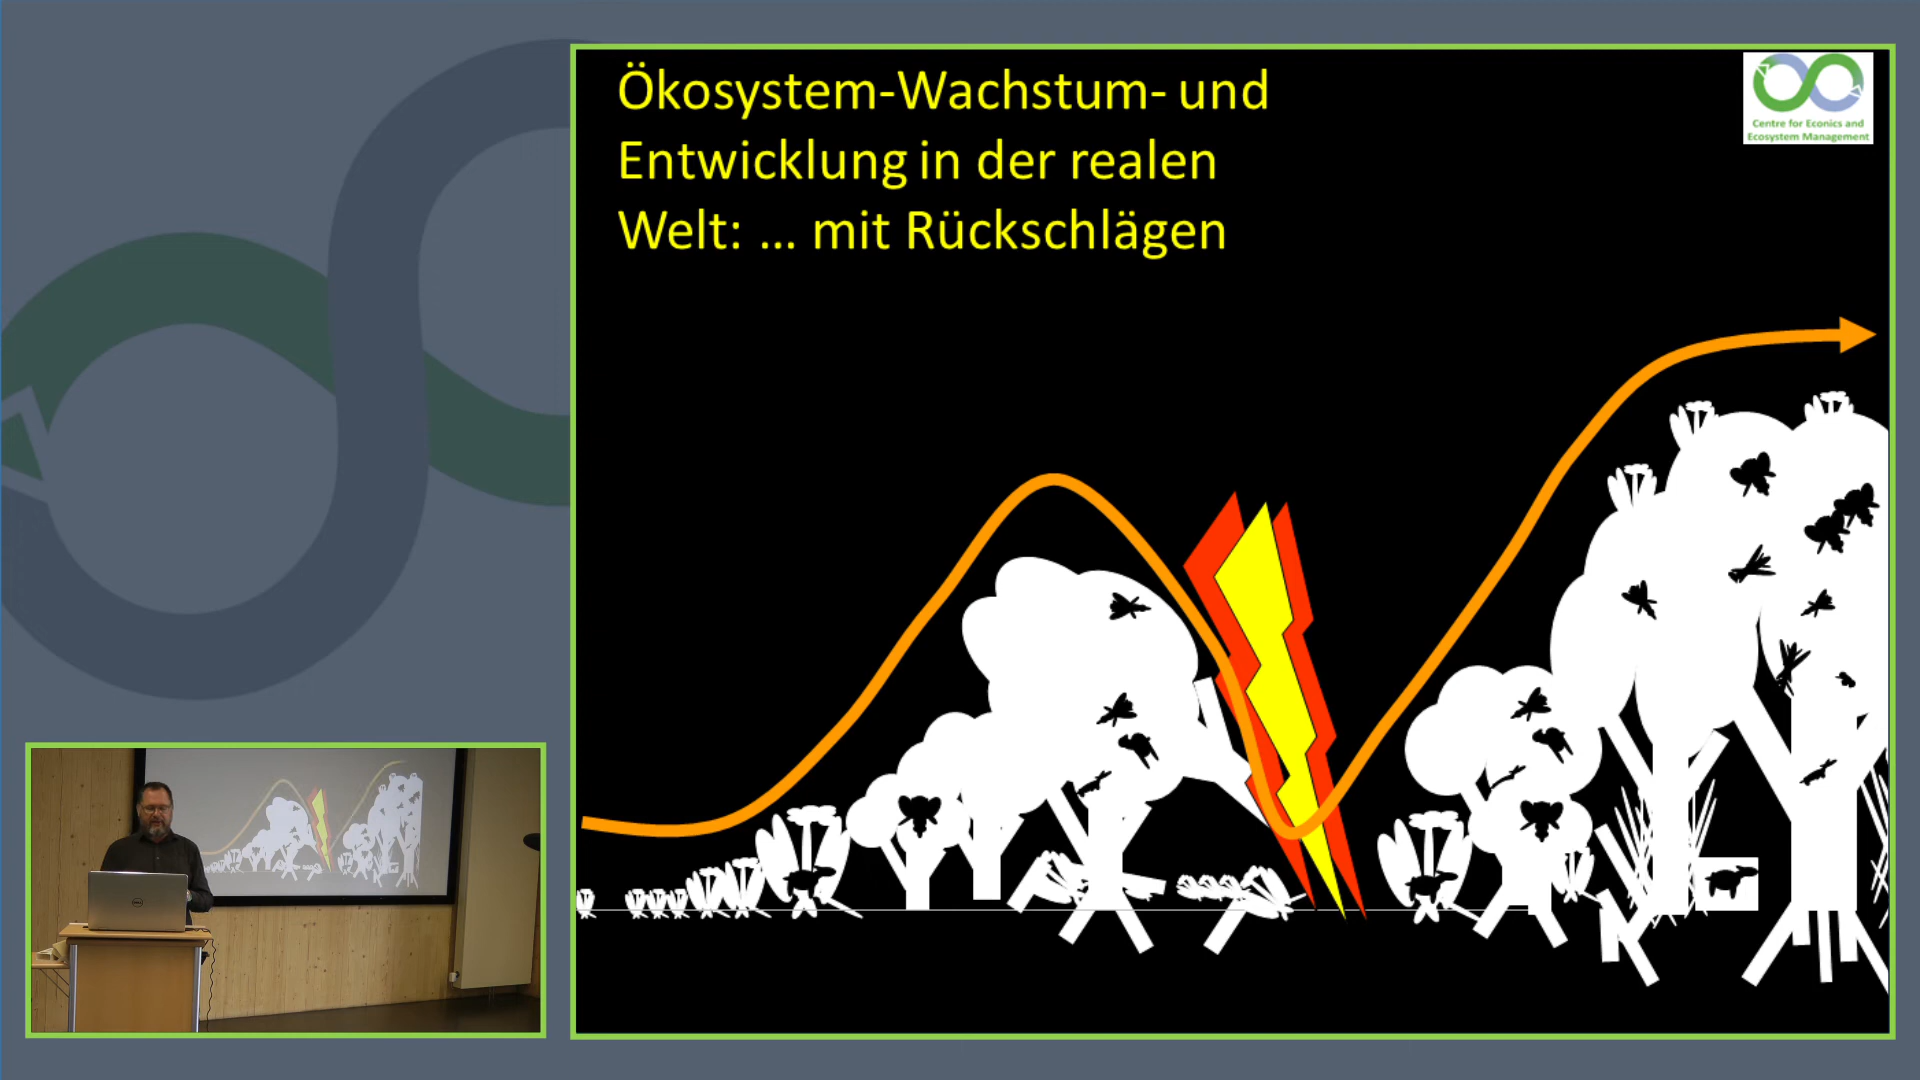 Ökosystem-Wachstum- und
Entwicklung in der realen
Welt: ... mit Rückschlägen
Centre for Econics and
Ecosystem Management